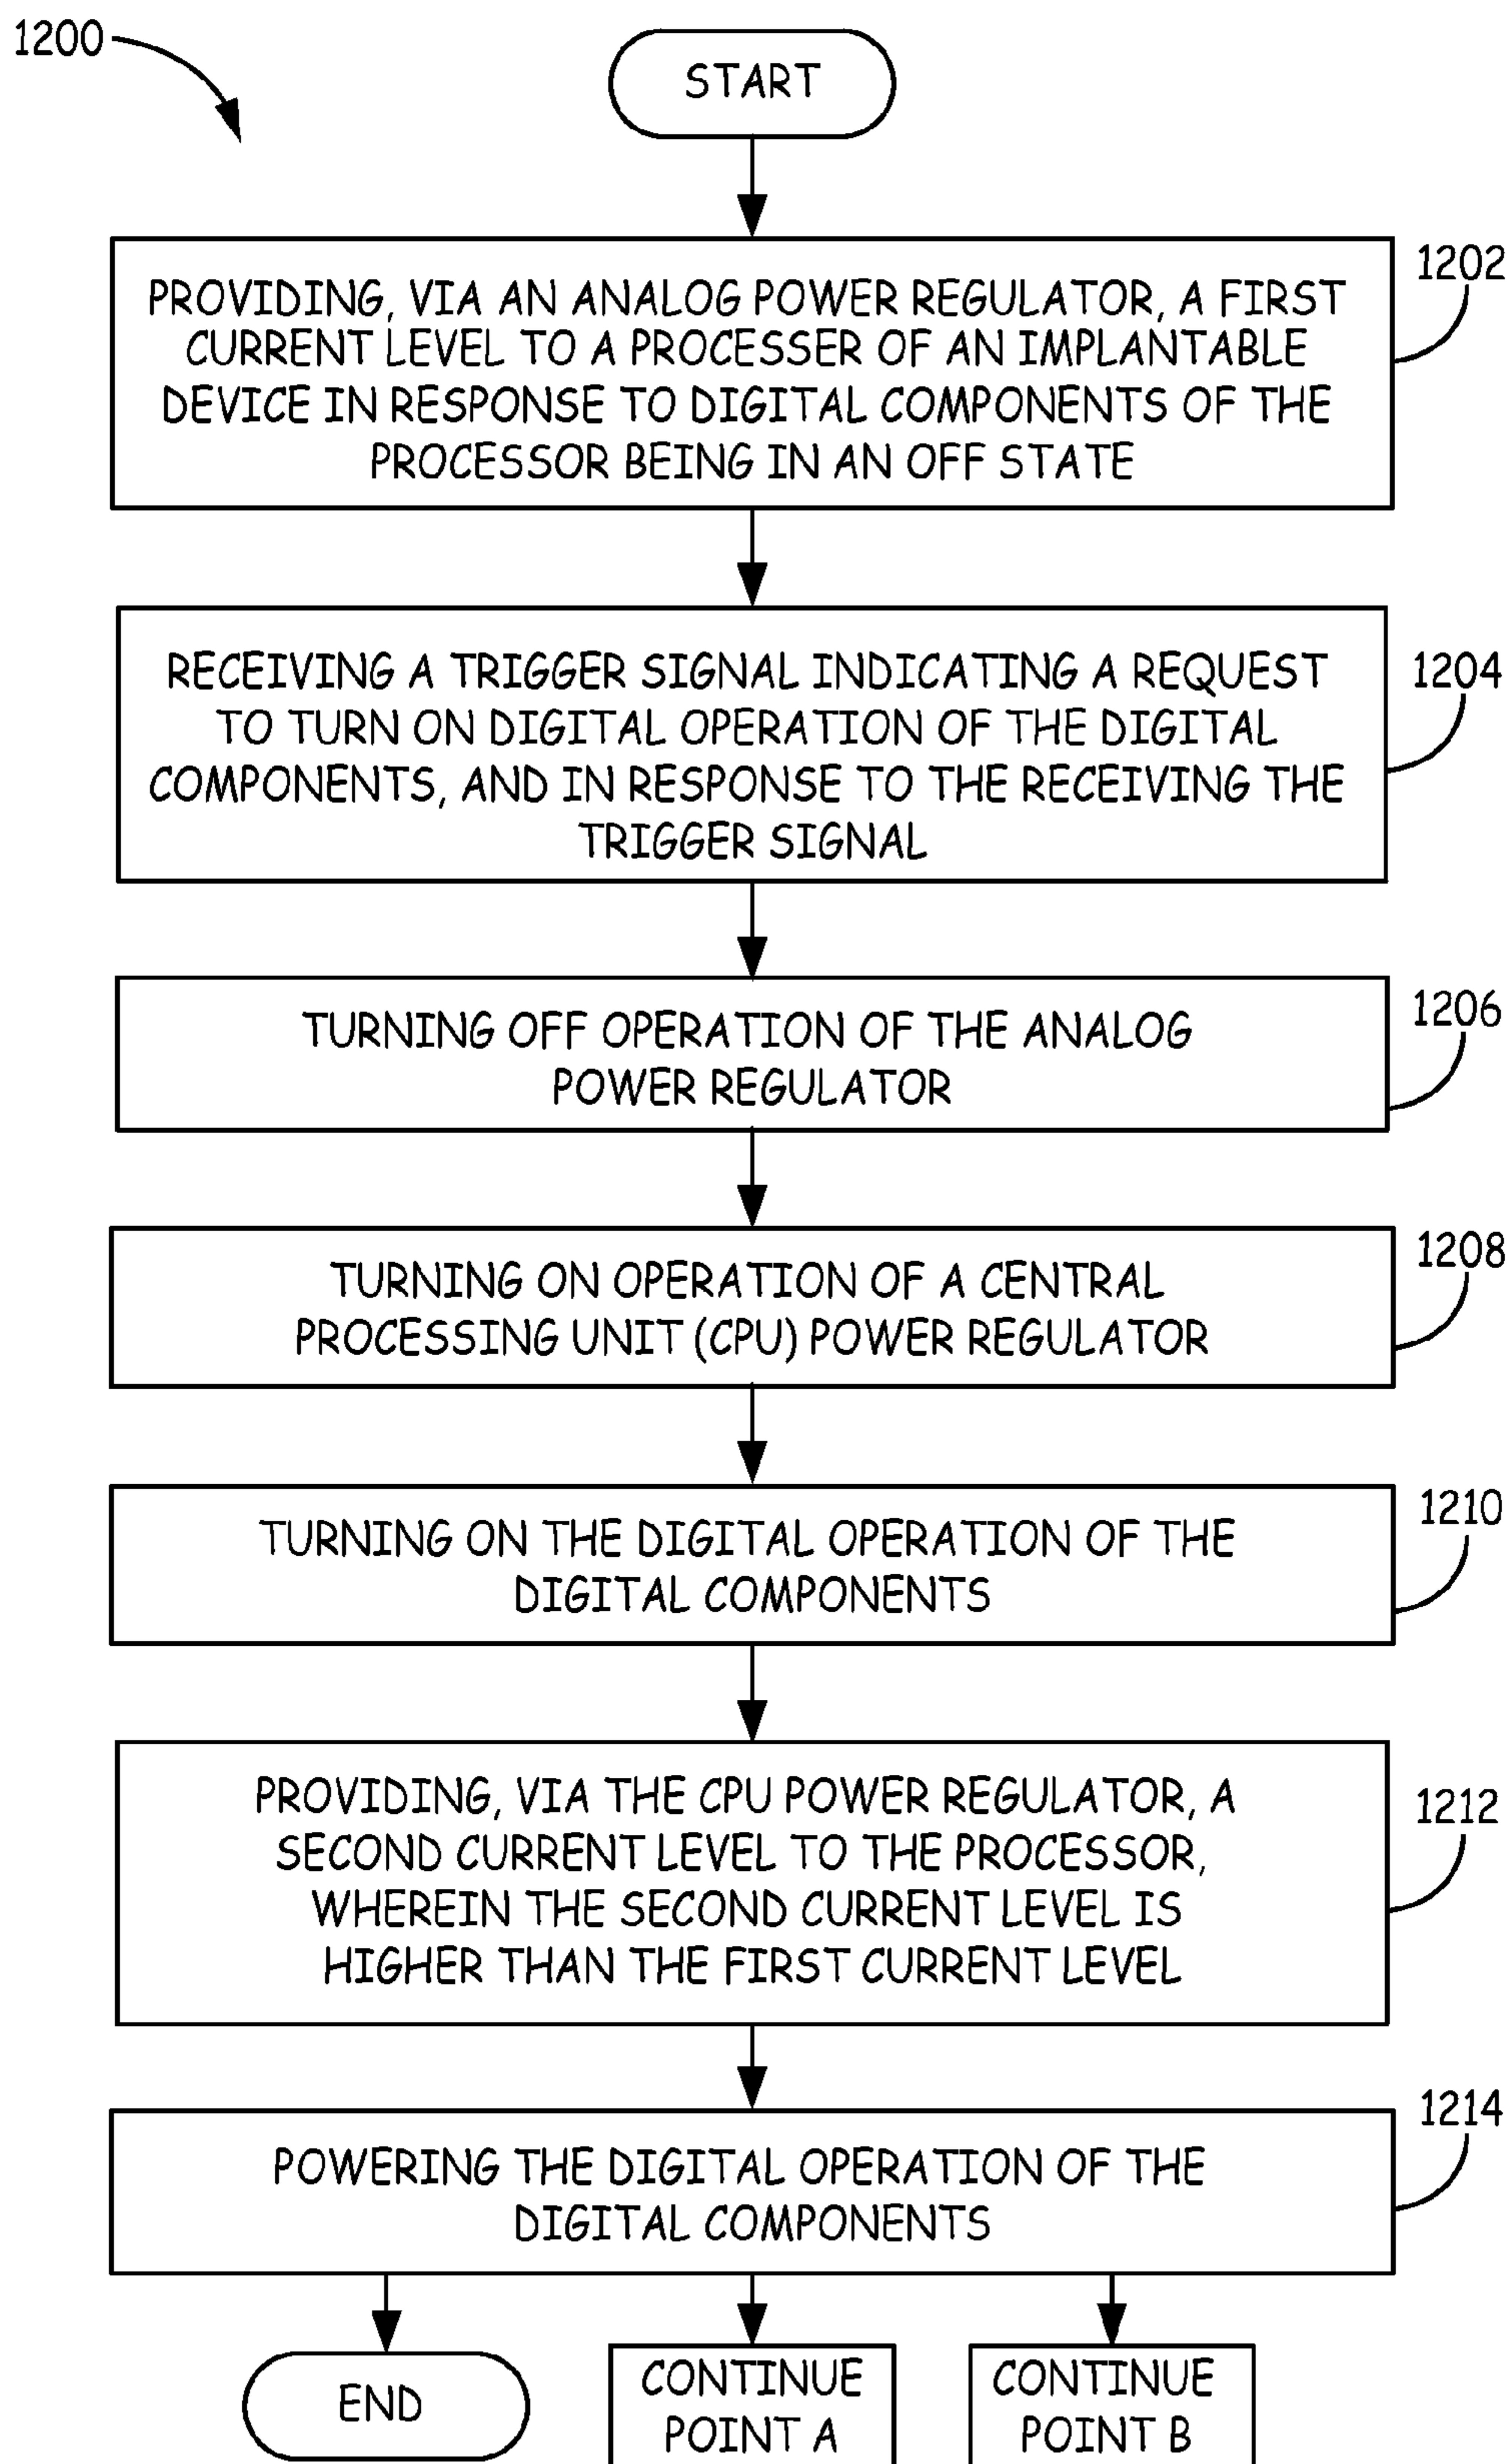 1200
START
1202
PROVIDING, VIA AN ANALOG POWER REGULATOR, A FIRST
CURRENT LEVEL TO A PROCESSER OF AN IMPLANTABLE
DEVICE IN RESPONSE TO DIGITAL COMPONENTS OF THE
PROCESSOR BEING IN AN OFF STATE
1204
RECEIVING A TRIGGER SIGNAL INDICATING A REQUEST
TO TURN ON DIGITAL OPERATION OF THE DIGITAL
COMPONENTS, AND IN RESPONSE TO THE RECEIVING THE
TRIGGER SIGNAL
1206
TURNING OFF OPERATION OF THE ANALOG
POWER REGULATOR
1208
TURNING ON OPERATION OF A CENTRAL
PROCESSING UNIT (CPU) POWER REGULATOR
1210
TURNING ON THE DIGITAL OPERATION OF THE
DIGITAL COMPONENTS
1212
PROVIDING, VIA THE CPU POWER REGULATOR, A
SECOND CURRENT LEVEL TO THE PROCESSOR,
WHEREIN THE SECOND CURRENT LEVEL IS
HIGHER THAN THE FIRST CURRENT LEVEL
1214
POWERING THE DIGITAL OPERATION OF THE
DIGITAL COMPONENTS
END
CONTINUE
POINT A
CONTINUE
POINT B